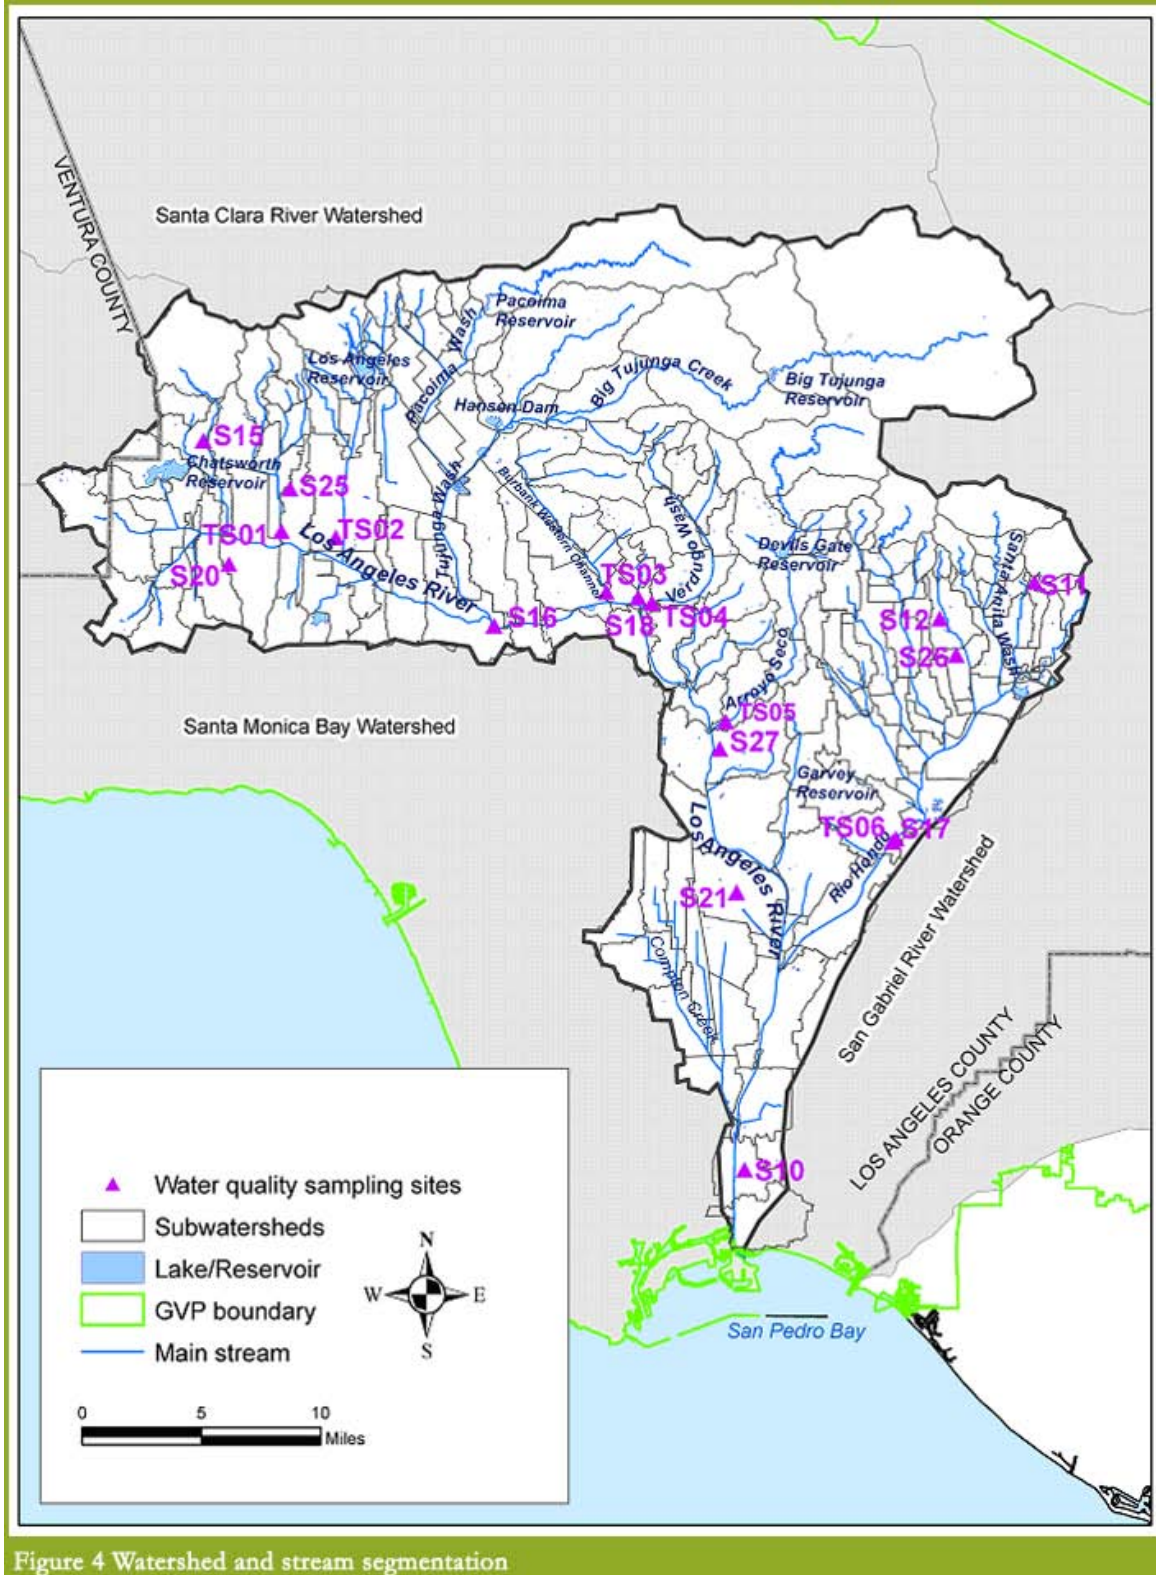 VENTURA COUNTY
Santa Clara River Watershed
Pacoima
Reservoir
Pacoima Wash
Los Angeles
Reservoir
Big Tujunga Creek
Big Tujunga
Reservoir
Hansen Dam
S15
Chatsworth
Reservoir
S25
Tujunga Wash
Burbank Western Channel
Verdugo Wash
TS01
TS02
Los Angeles River
S20
Devils Gate
Reservoir
Santa Anita Wash
S11
TS03
S16
S18
TS04
S12
S26
Arroyo Seco
Santa Monica Bay Watershed
TS05
S27
Garvey
Reservoir
TS06
S17
Los Angeles River
Rio Hondo
S21
San Gabriel River Watershed
Compton Creek
LOS ANGELES COUNTY
ORANGE COUNTY
S10
Water quality sampling sites
Subwatersheds
Lake/Reservoir
GVP boundary
Main stream
N
W
E
S
0 5 10
Miles
San Pedro Bay
Figure 4 Watershed and stream segmentation